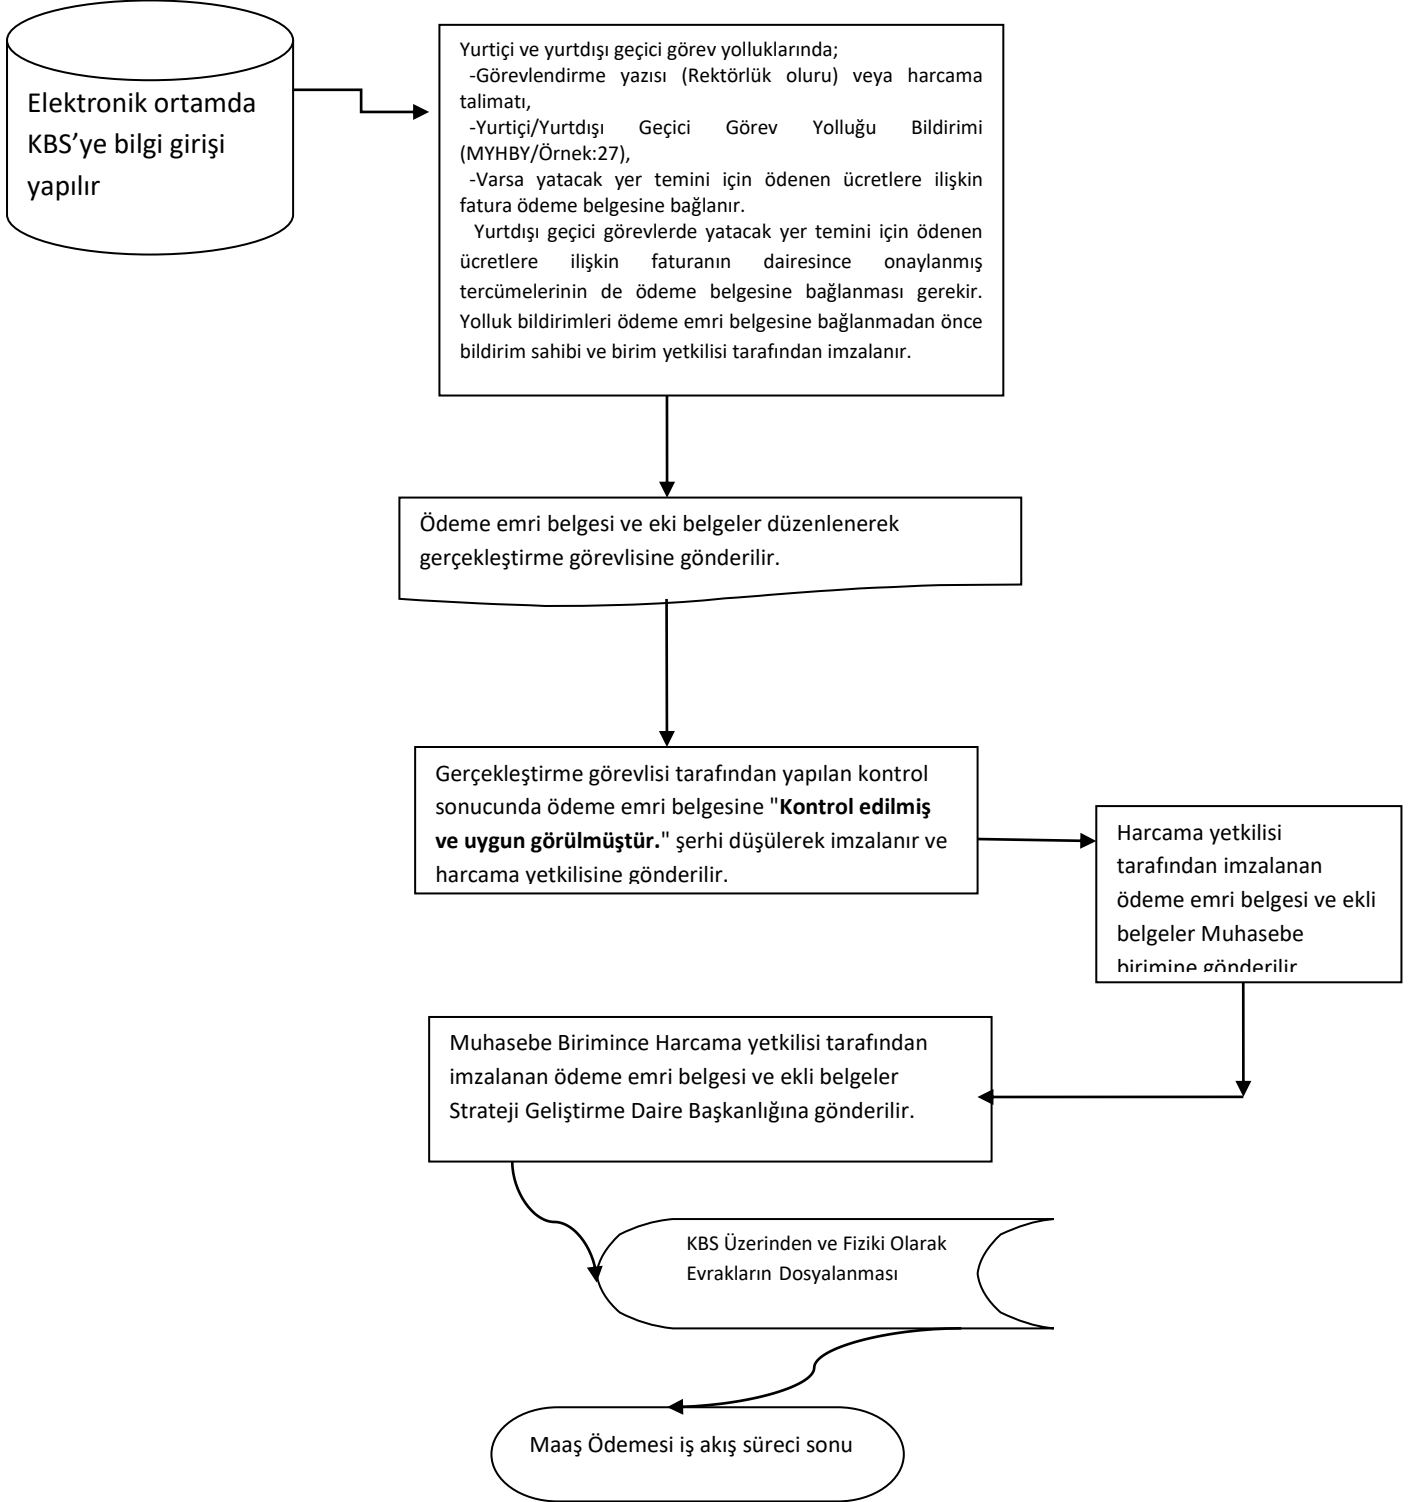 Elektronik ortamda
KBS’ye bilgi girişi
yapılır
Yurtiçi ve yurtdışı geçici görev yolluklarında;
-Görevlendirme yazısı (Rektörlük oluru) veya harcama
talimatı,
-Yurtiçi/Yurtdışı Geçici Görev Yolluğu Bildirimi
(MYHBY/Örnek:27),
-Varsa yatacak yer temini için ödenen ücretlere ilişkin
fatura ödeme belgesine bağlanır.
Yurtdışı geçici görevlerde yatacak yer temini için ödenen
ücretlere ilişkin faturanın dairesince onaylanmış
tercümelerinin de ödeme belgesine bağlanması gerekir.
Yolluk bildirimleri ödeme emri belgesine bağlanmadan önce
bildirim sahibi ve birim yetkilisi tarafından imzalanır.
Ödeme emri belgesi ve eki belgeler düzenlenerek
gerçekleştirme görevlisine gönderilir.
Gerçekleştirme görevlisi tarafından yapılan kontrol
sonucunda ödeme emri belgesine "Kontrol edilmiş
ve uygun görülmüştür." şerhi düşülerek imzalanır ve
harcama yetkilisine gönderilir.
Harcama yetkilisi
tarafından imzalanan
ödeme emri belgesi ve ekli
belgeler Muhasebe
birimine gönderilir
Muhasebe Birimince Harcama yetkilisi tarafından
imzalanan ödeme emri belgesi ve ekli belgeler
Strateji Geliştirme Daire Başkanlığına gönderilir.
KBS Üzerinden ve Fiziki Olarak
Evrakların Dosyalanması
Maaş Ödemesi iş akış süreci sonu